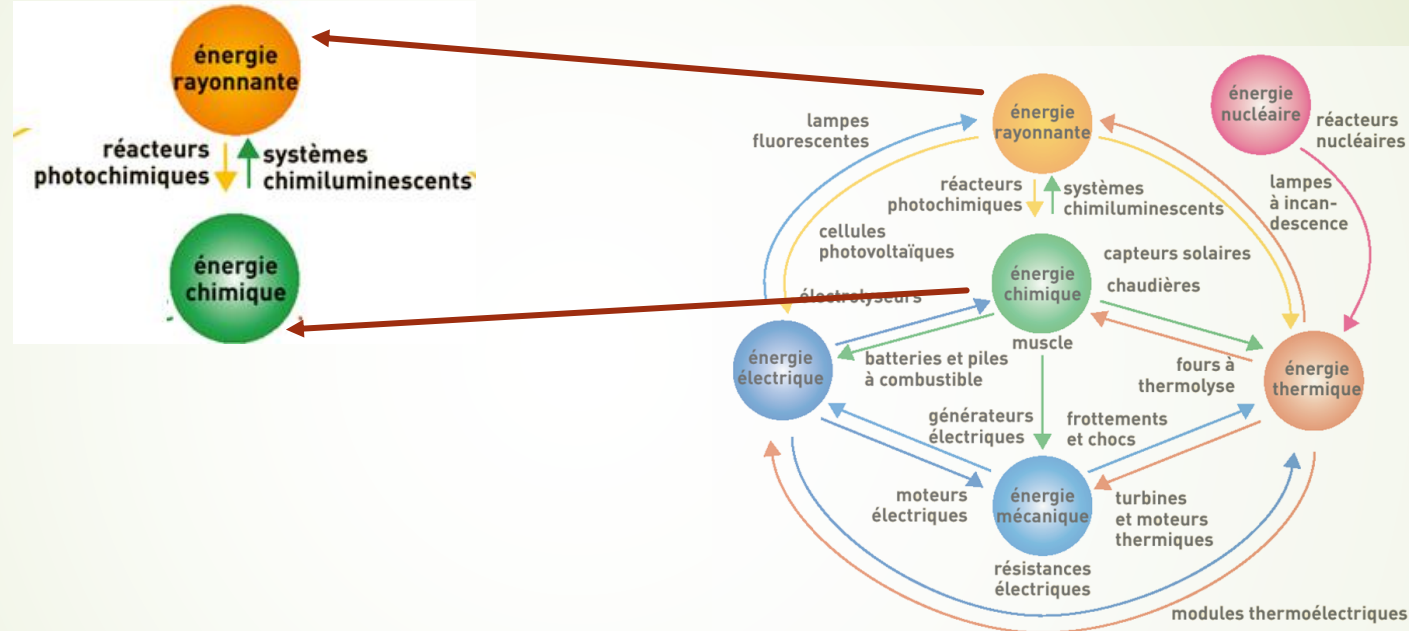 énergie
rayonnante
réacteurs
photochimiques
systèmes
chimiluminescents
énergie
chimique
énergie
rayonnante
énergie
nucléaire
réacteurs
nucléaires
lampes
fluorescentes
réacteurs
photochimiques
systèmes
chimiluminescents
lampes
à incan-
descence
cellules
photovoltaïques
capteurs solaires
énergie
chimique
chaudières
électrolyseurs
muscle
énergie
électrique
batteries et piles
à combustible
fours à
thermolyse
énergie
thermique
générateurs
électriques
frottements
et chocs
moteurs
électriques
énergie
mécanique
turbines
et moteurs
thermiques
résistances
électriques
modules thermoélectriques